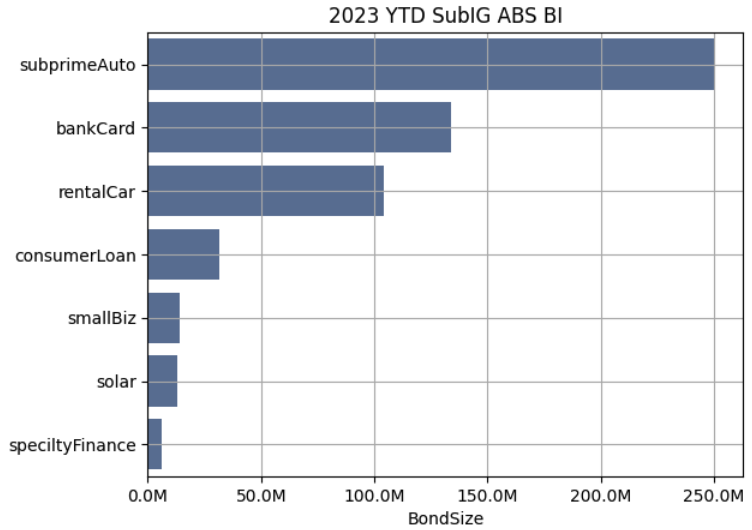 2023 YTD SubIG ABS BI
subprimeAuto
bankCard
rentalCar
consumerLoan
smallBiz
solar
speciltyFinance
0.0M 50.0M 100.0M 150.0M 200.0M 250.0M
BondSize